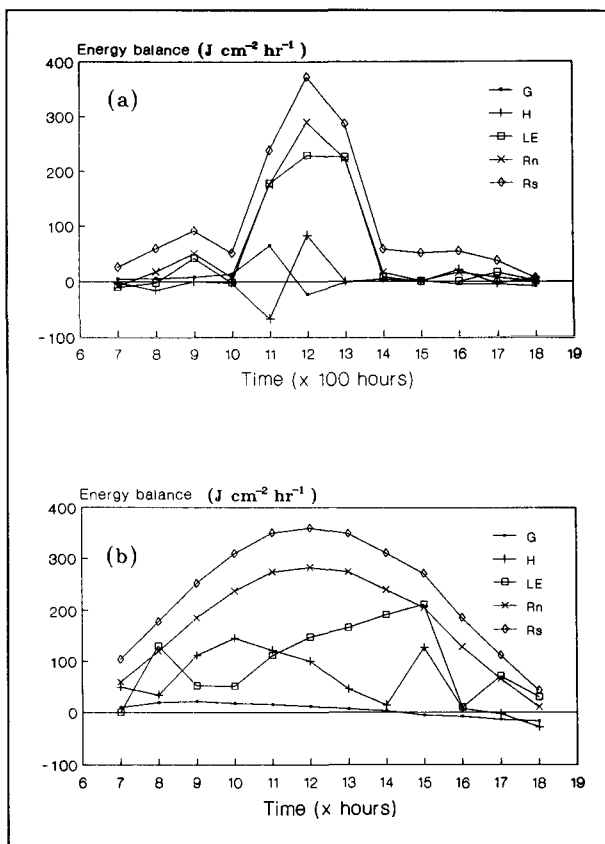 Energy balance (J cm⁻² hr⁻¹)
400
300
200
100
0
-100
(a)
G
H
LE
Rn
Rs
6 7 8 9 10 11 12 13 14 15 16 17 18 19
Time (x 100 hours)
Energy balance (J cm⁻² hr⁻¹)
400
300
200
100
0
-100
(b)
G
H
LE
Rn
Rs
6 7 8 9 10 11 12 13 14 15 16 17 18 19
Time (x hours)